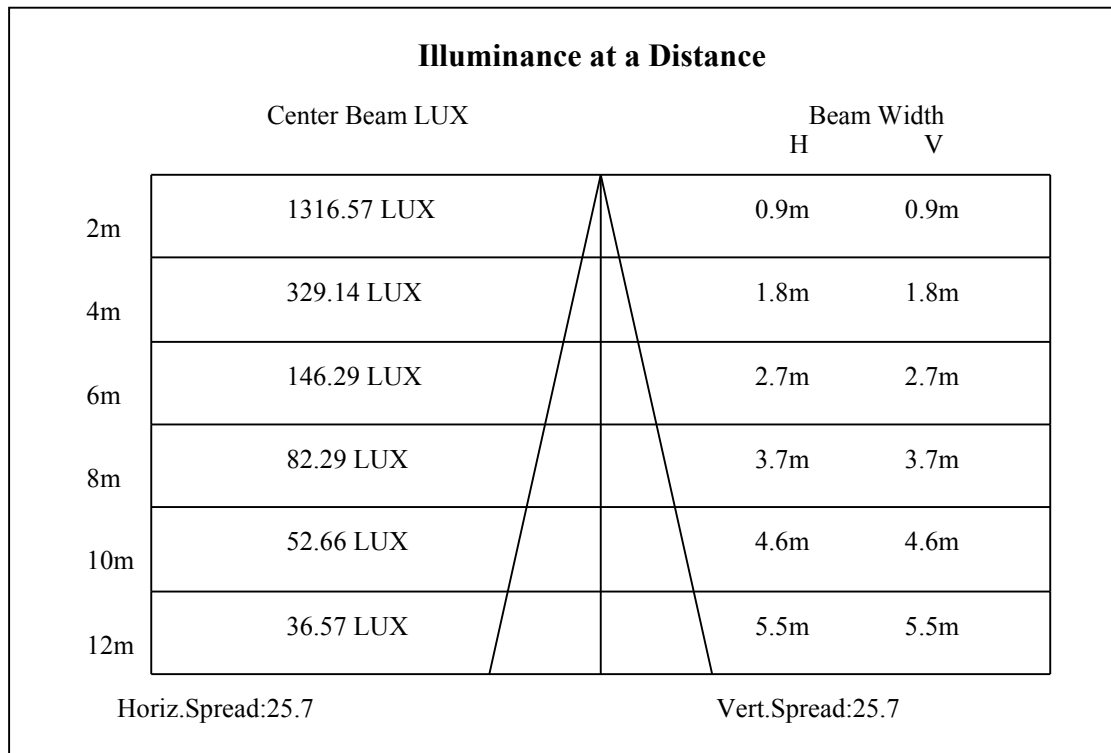 Illuminance at a Distance
Center Beam LUX Beam Width
H V
1316.57 LUX 0.9m 0.9m
2m
329.14 LUX 1.8m 1.8m
4m
146.29 LUX 2.7m 2.7m
6m
82.29 LUX 3.7m 3.7m
8m
52.66 LUX 4.6m 4.6m
10m
36.57 LUX 5.5m 5.5m
12m
Horiz.Spread:25.7 Vert.Spread:25.7